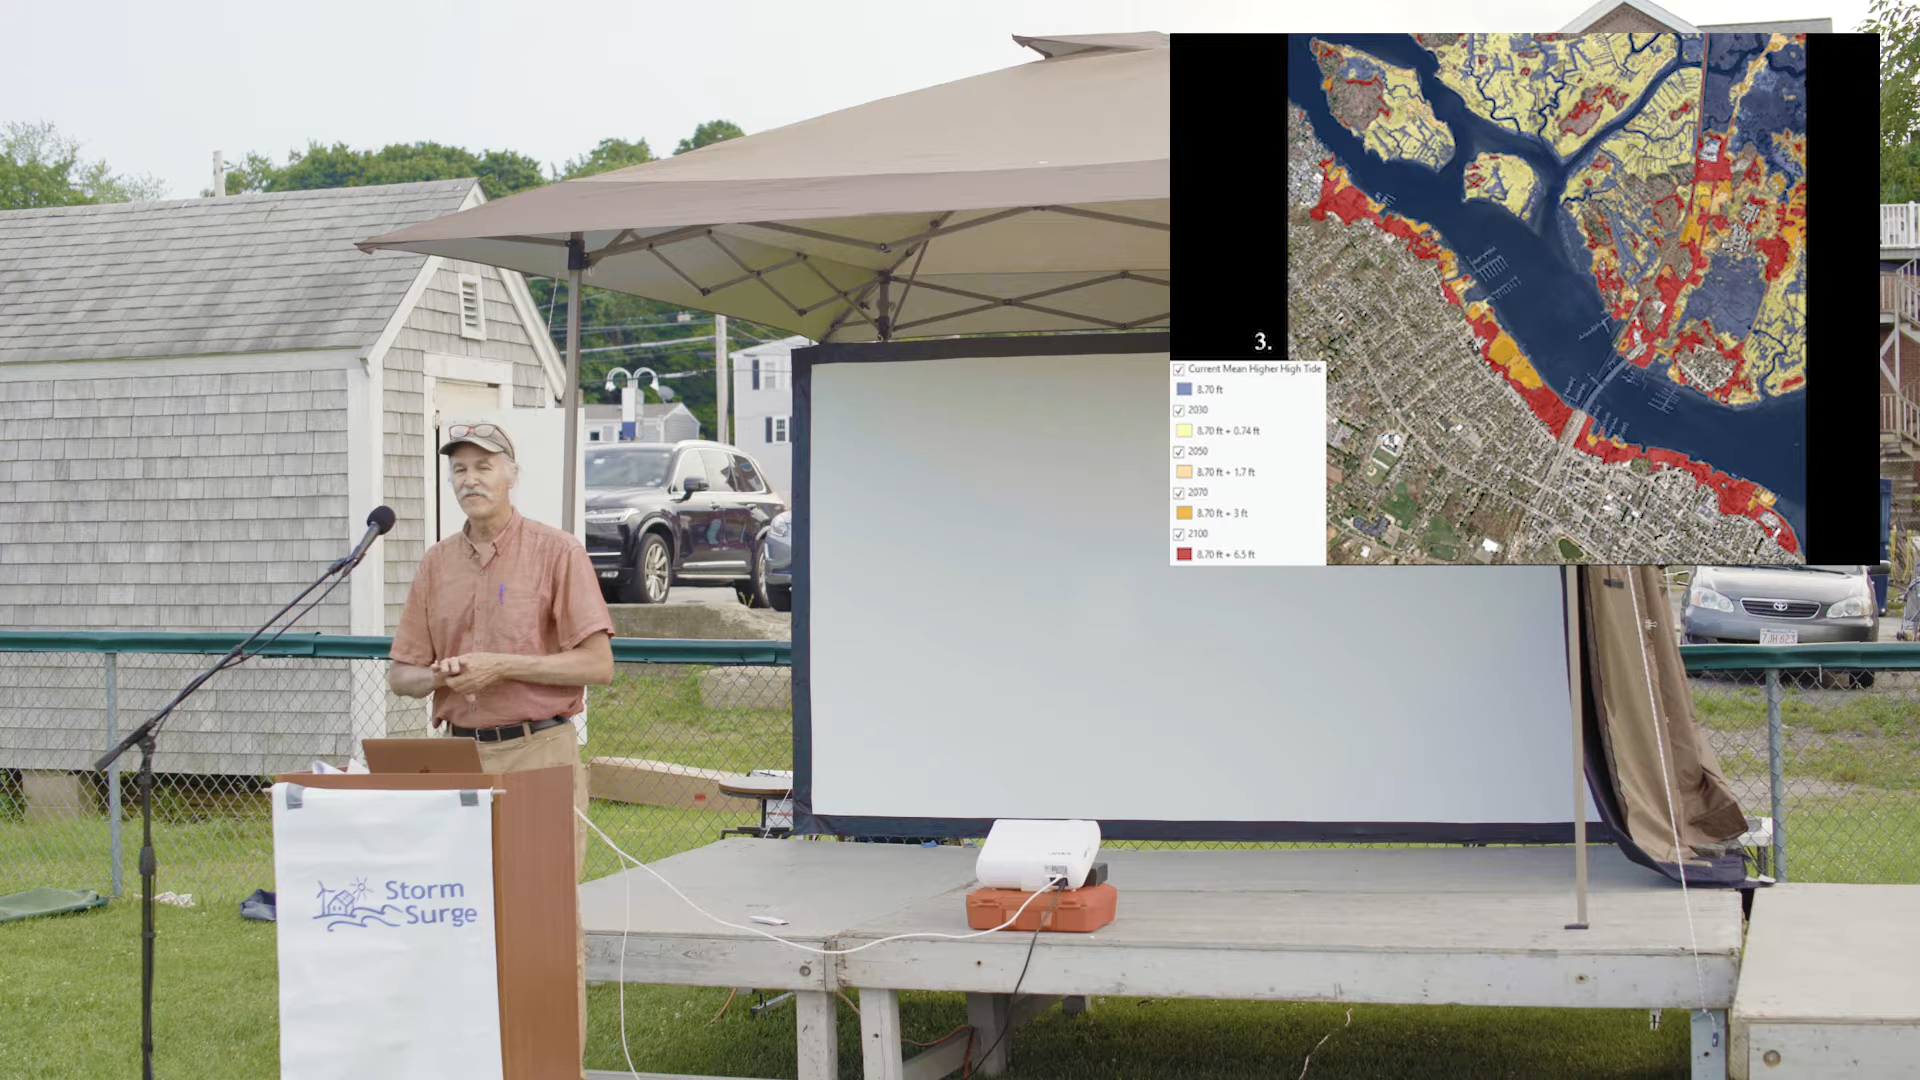 3.
Current Mean Higher High Tide
8.70 ft
2030
8.70 ft + 0.74 ft
2050
8.70 ft + 1.7 ft
2070
8.70 ft + 3 ft
2100
8.70 ft + 6.5 ft
7JH 623
Storm
Surge